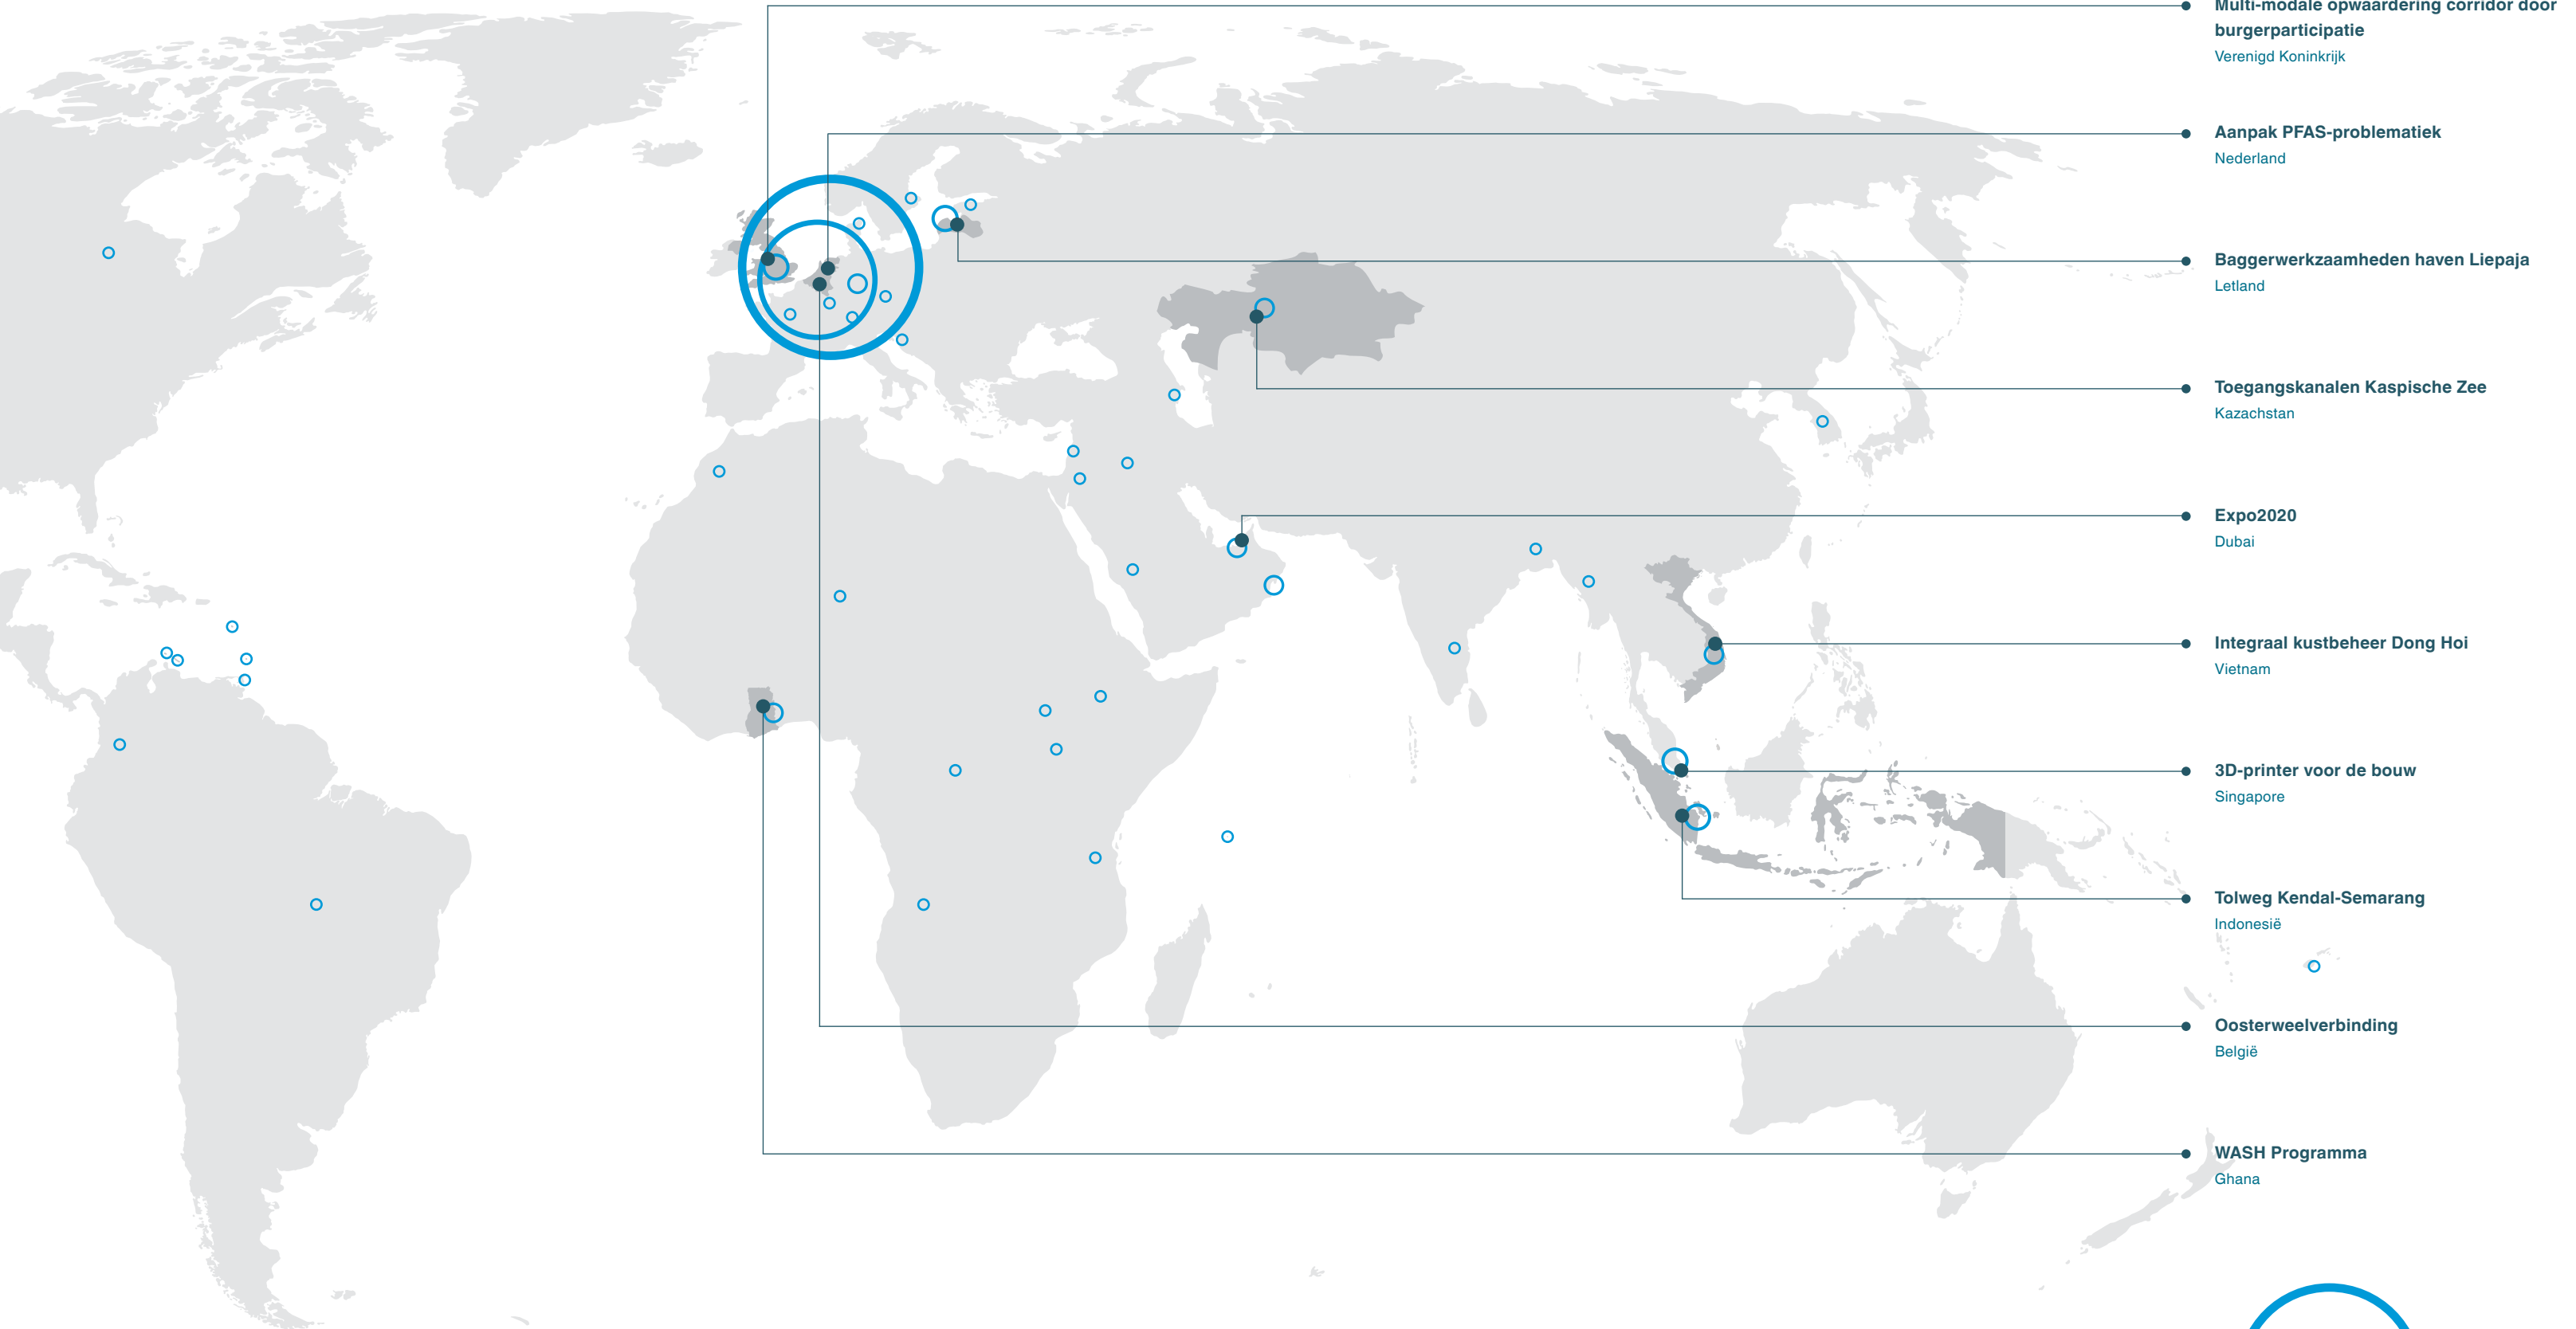 Multi-modale opwaardering corridor door
burgerparticipatie
Verenigd Koninkrijk
Aanpak PFAS-problematiek
Nederland
Baggerwerkzaamheden haven Liepaja
Letland
Toegangskanalen Kaspische Zee
Kazachstan
Expo2020
Dubai
Integraal kustbeheer Dong Hoi
Vietnam
3D-printer voor de bouw
Singapore
Tolweg Kendal-Semarang
Indonesië
Oosterweelverbinding
België
WASH Programma
Ghana